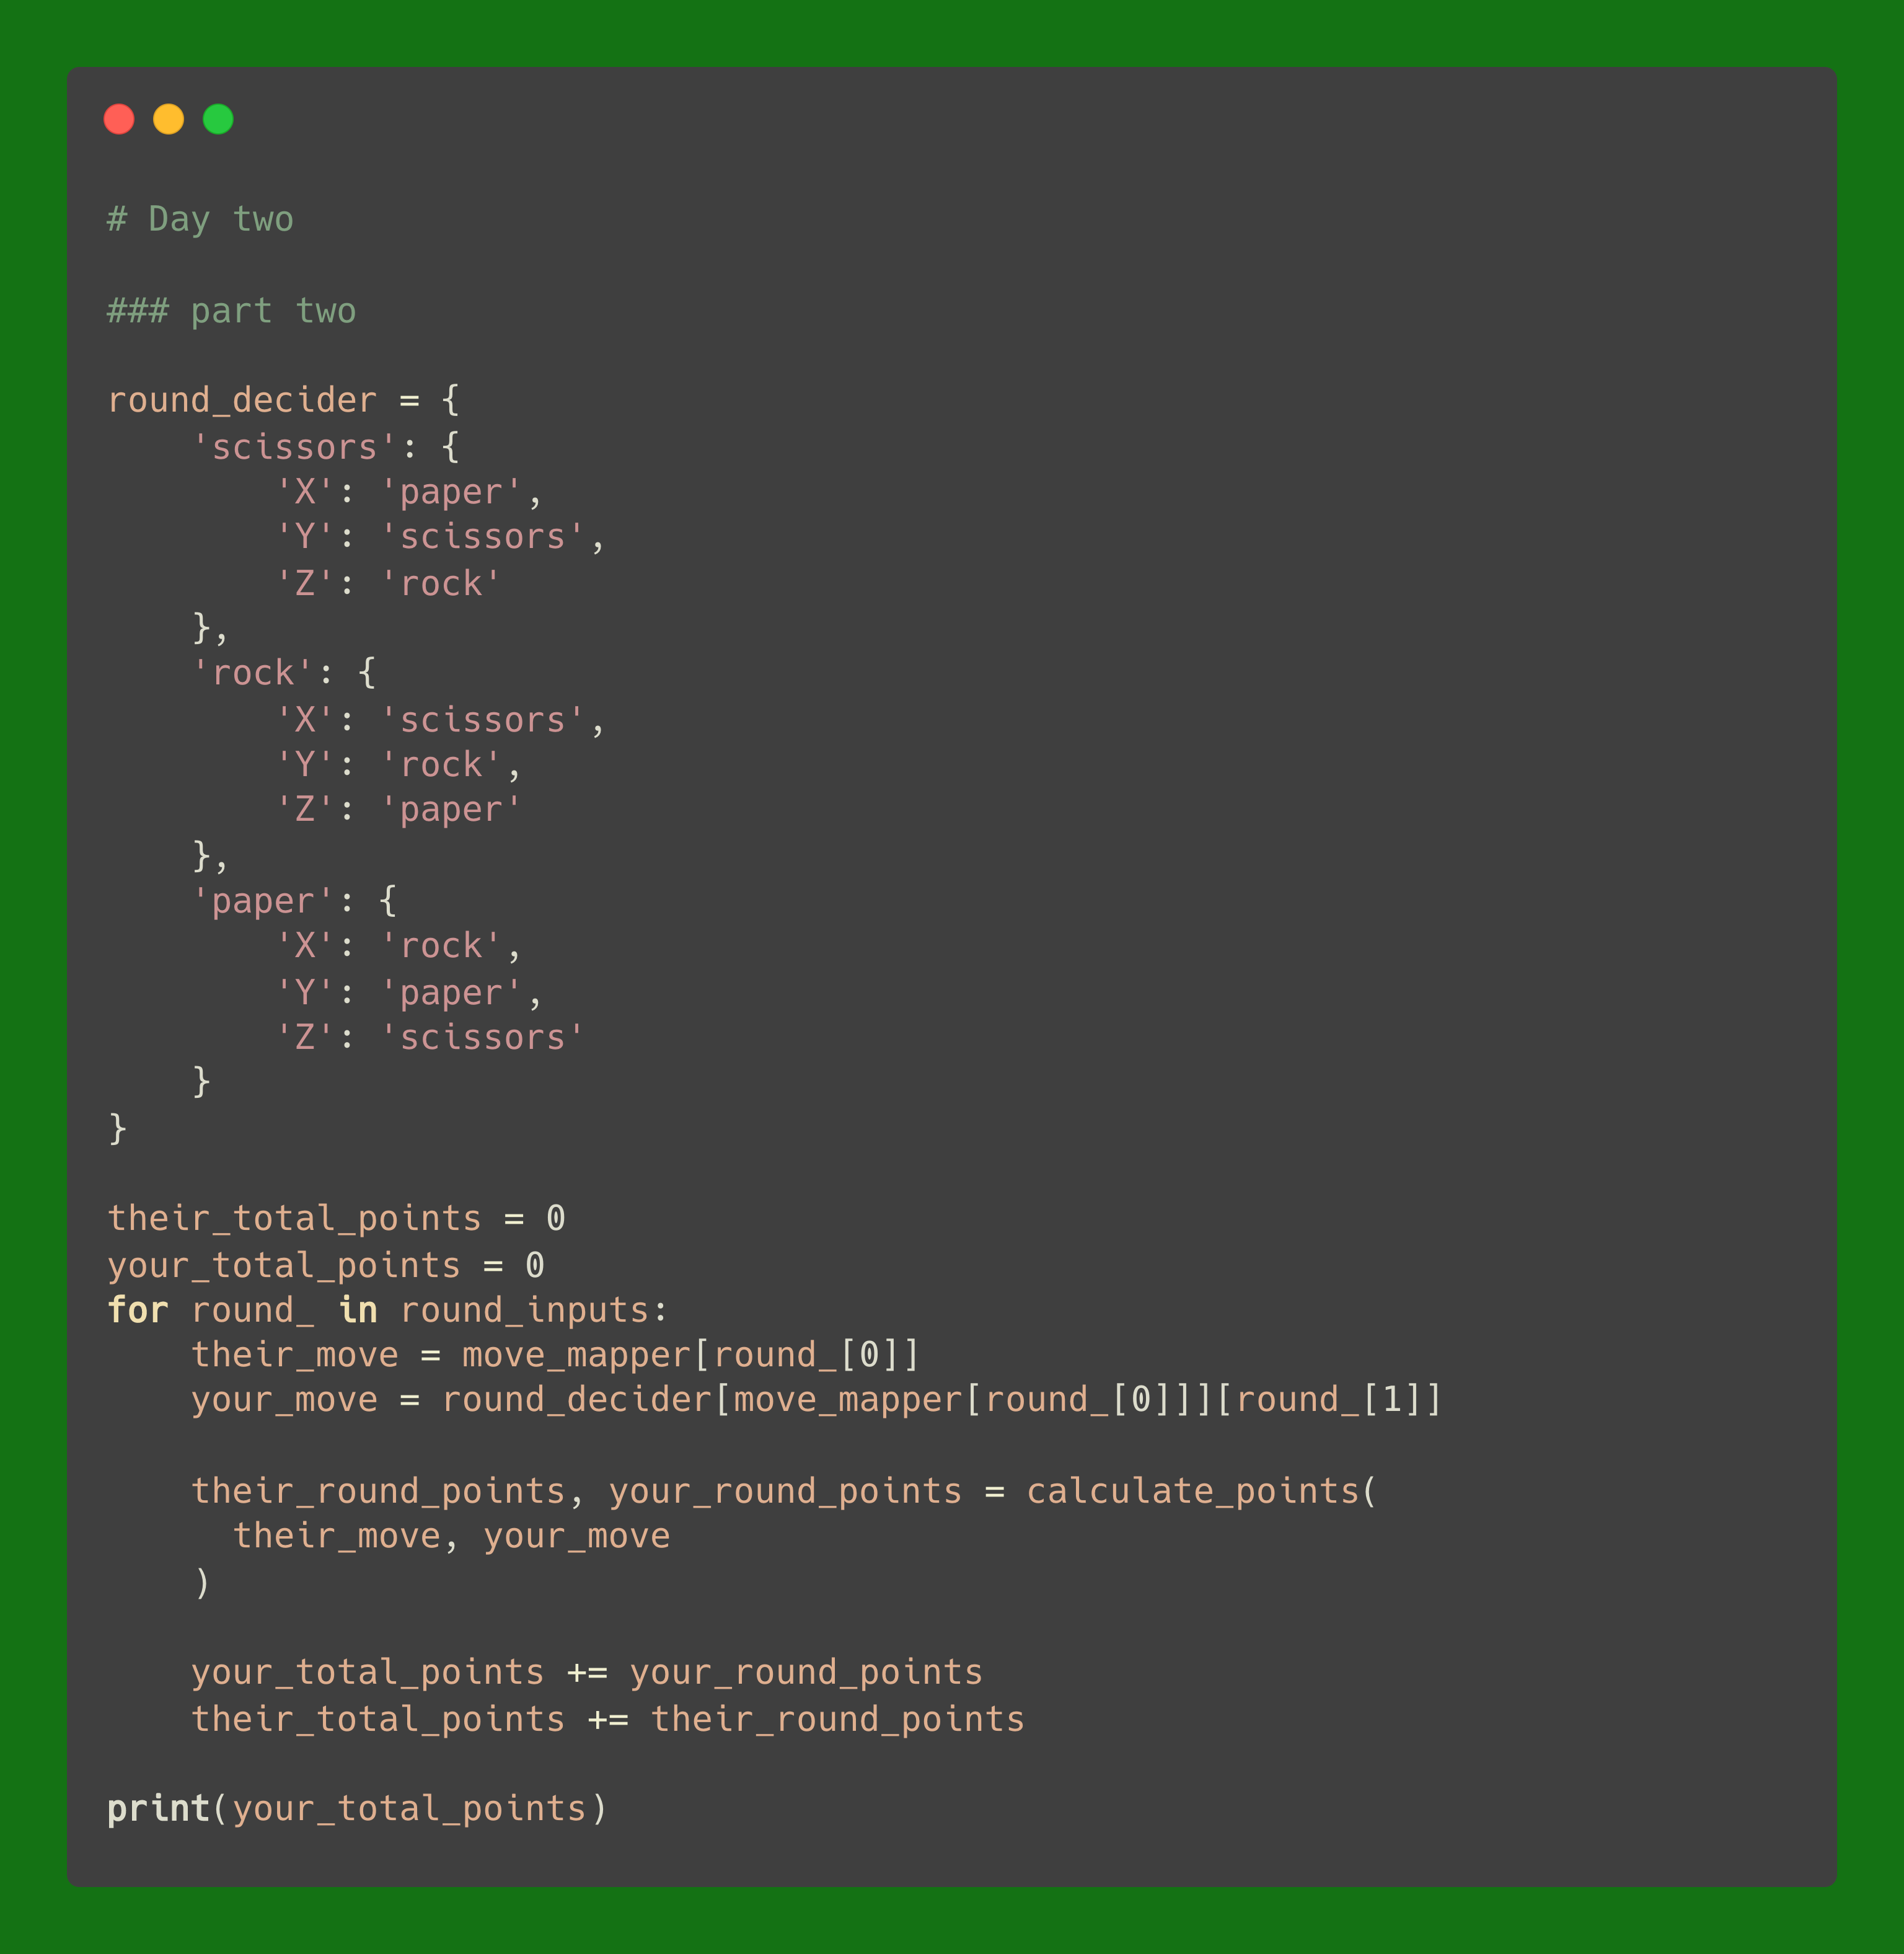 # Day two
### part two
round_decider = {
    'scissors': {
        'X': 'paper',
        'Y': 'scissors',
        'Z': 'rock'
    },
    'rock': {
        'X': 'scissors',
        'Y': 'rock',
        'Z': 'paper'
    },
    'paper': {
        'X': 'rock',
        'Y': 'paper',
        'Z': 'scissors'
    }
}
their_total_points = 0
your_total_points = 0
for round_ in round_inputs:
    their_move = move_mapper[round_[0]]
    your_move = round_decider[move_mapper[round_[0]]][round_[1]]
    their_round_points, your_round_points = calculate_points(
      their_move, your_move
    )
    your_total_points += your_round_points
    their_total_points += their_round_points
print(your_total_points)